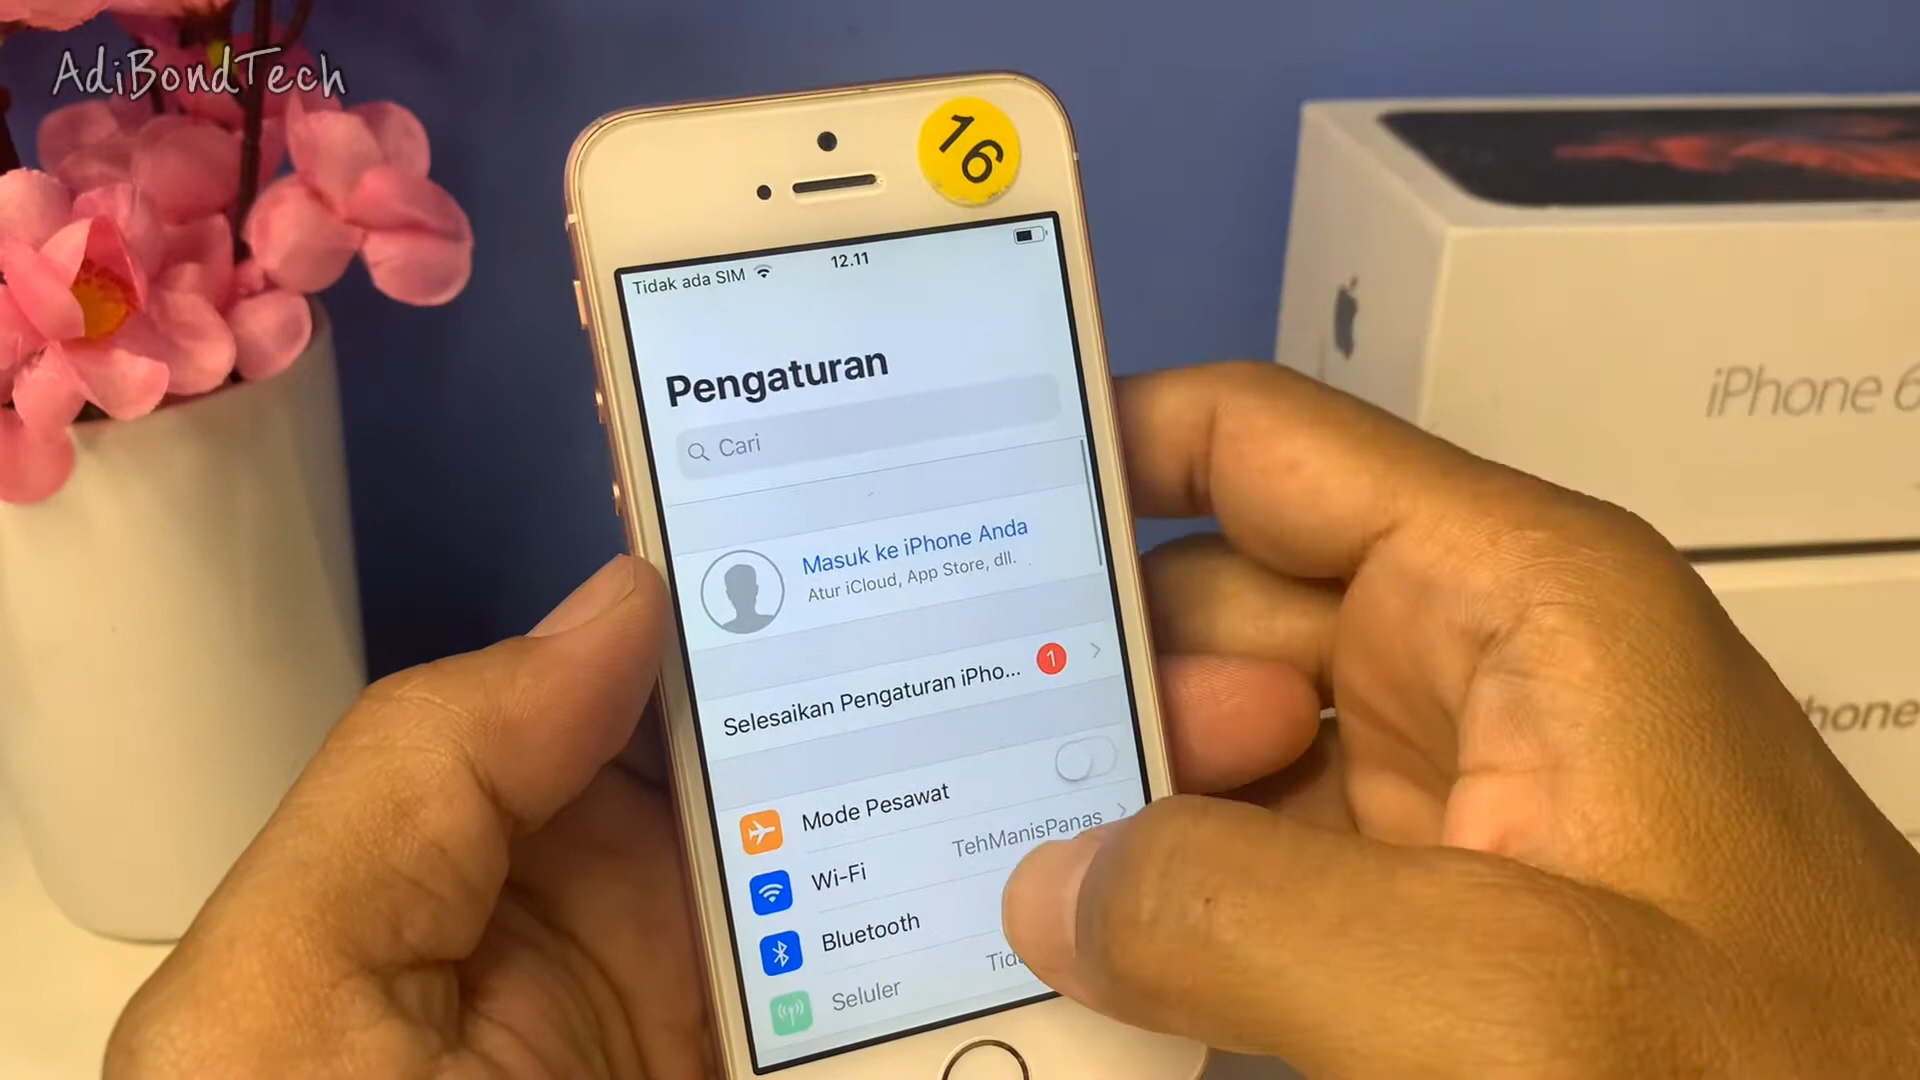 AdiBondTech
16
Tidak ada SIM 12.11
Pengaturan
Cari
Masuk ke iPhone Anda
Atur iCloud, App Store, dll.
Selesaikan Pengaturan iPho... 1
Mode Pesawat
Wi-Fi TehManisPanas
Bluetooth
Seluler
iPhone 6